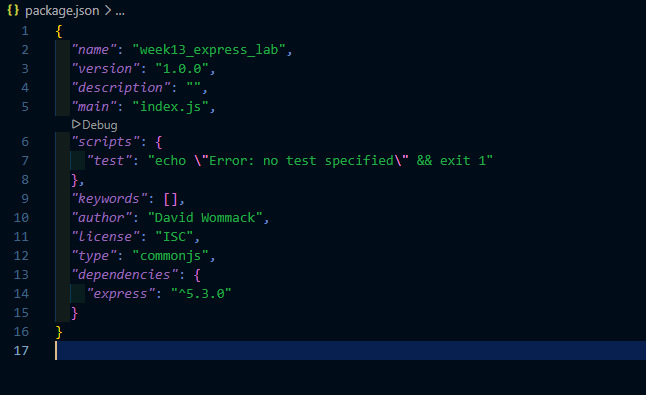 {} package.json > ...
1 {
2 "name": "week13_express_lab",
3 "version": "1.0.0",
4 "description": "",
5 "main": "index.js",
Debug
6 "scripts": {
7 "test": "echo \"Error: no test specified\" && exit 1"
8 },
9 "keywords": [],
10 "author": "David Wommack",
11 "license": "ISC",
12 "type": "commonjs",
13 "dependencies": {
14 "express": "^5.3.0"
15 }
16 }
17